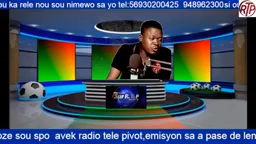 ou ka rele nou sou nimewo sa yo tel:56930200425 948962300si ou
RTP
oze sou spo avek radio tele pivot,emisyon sa a pase de len